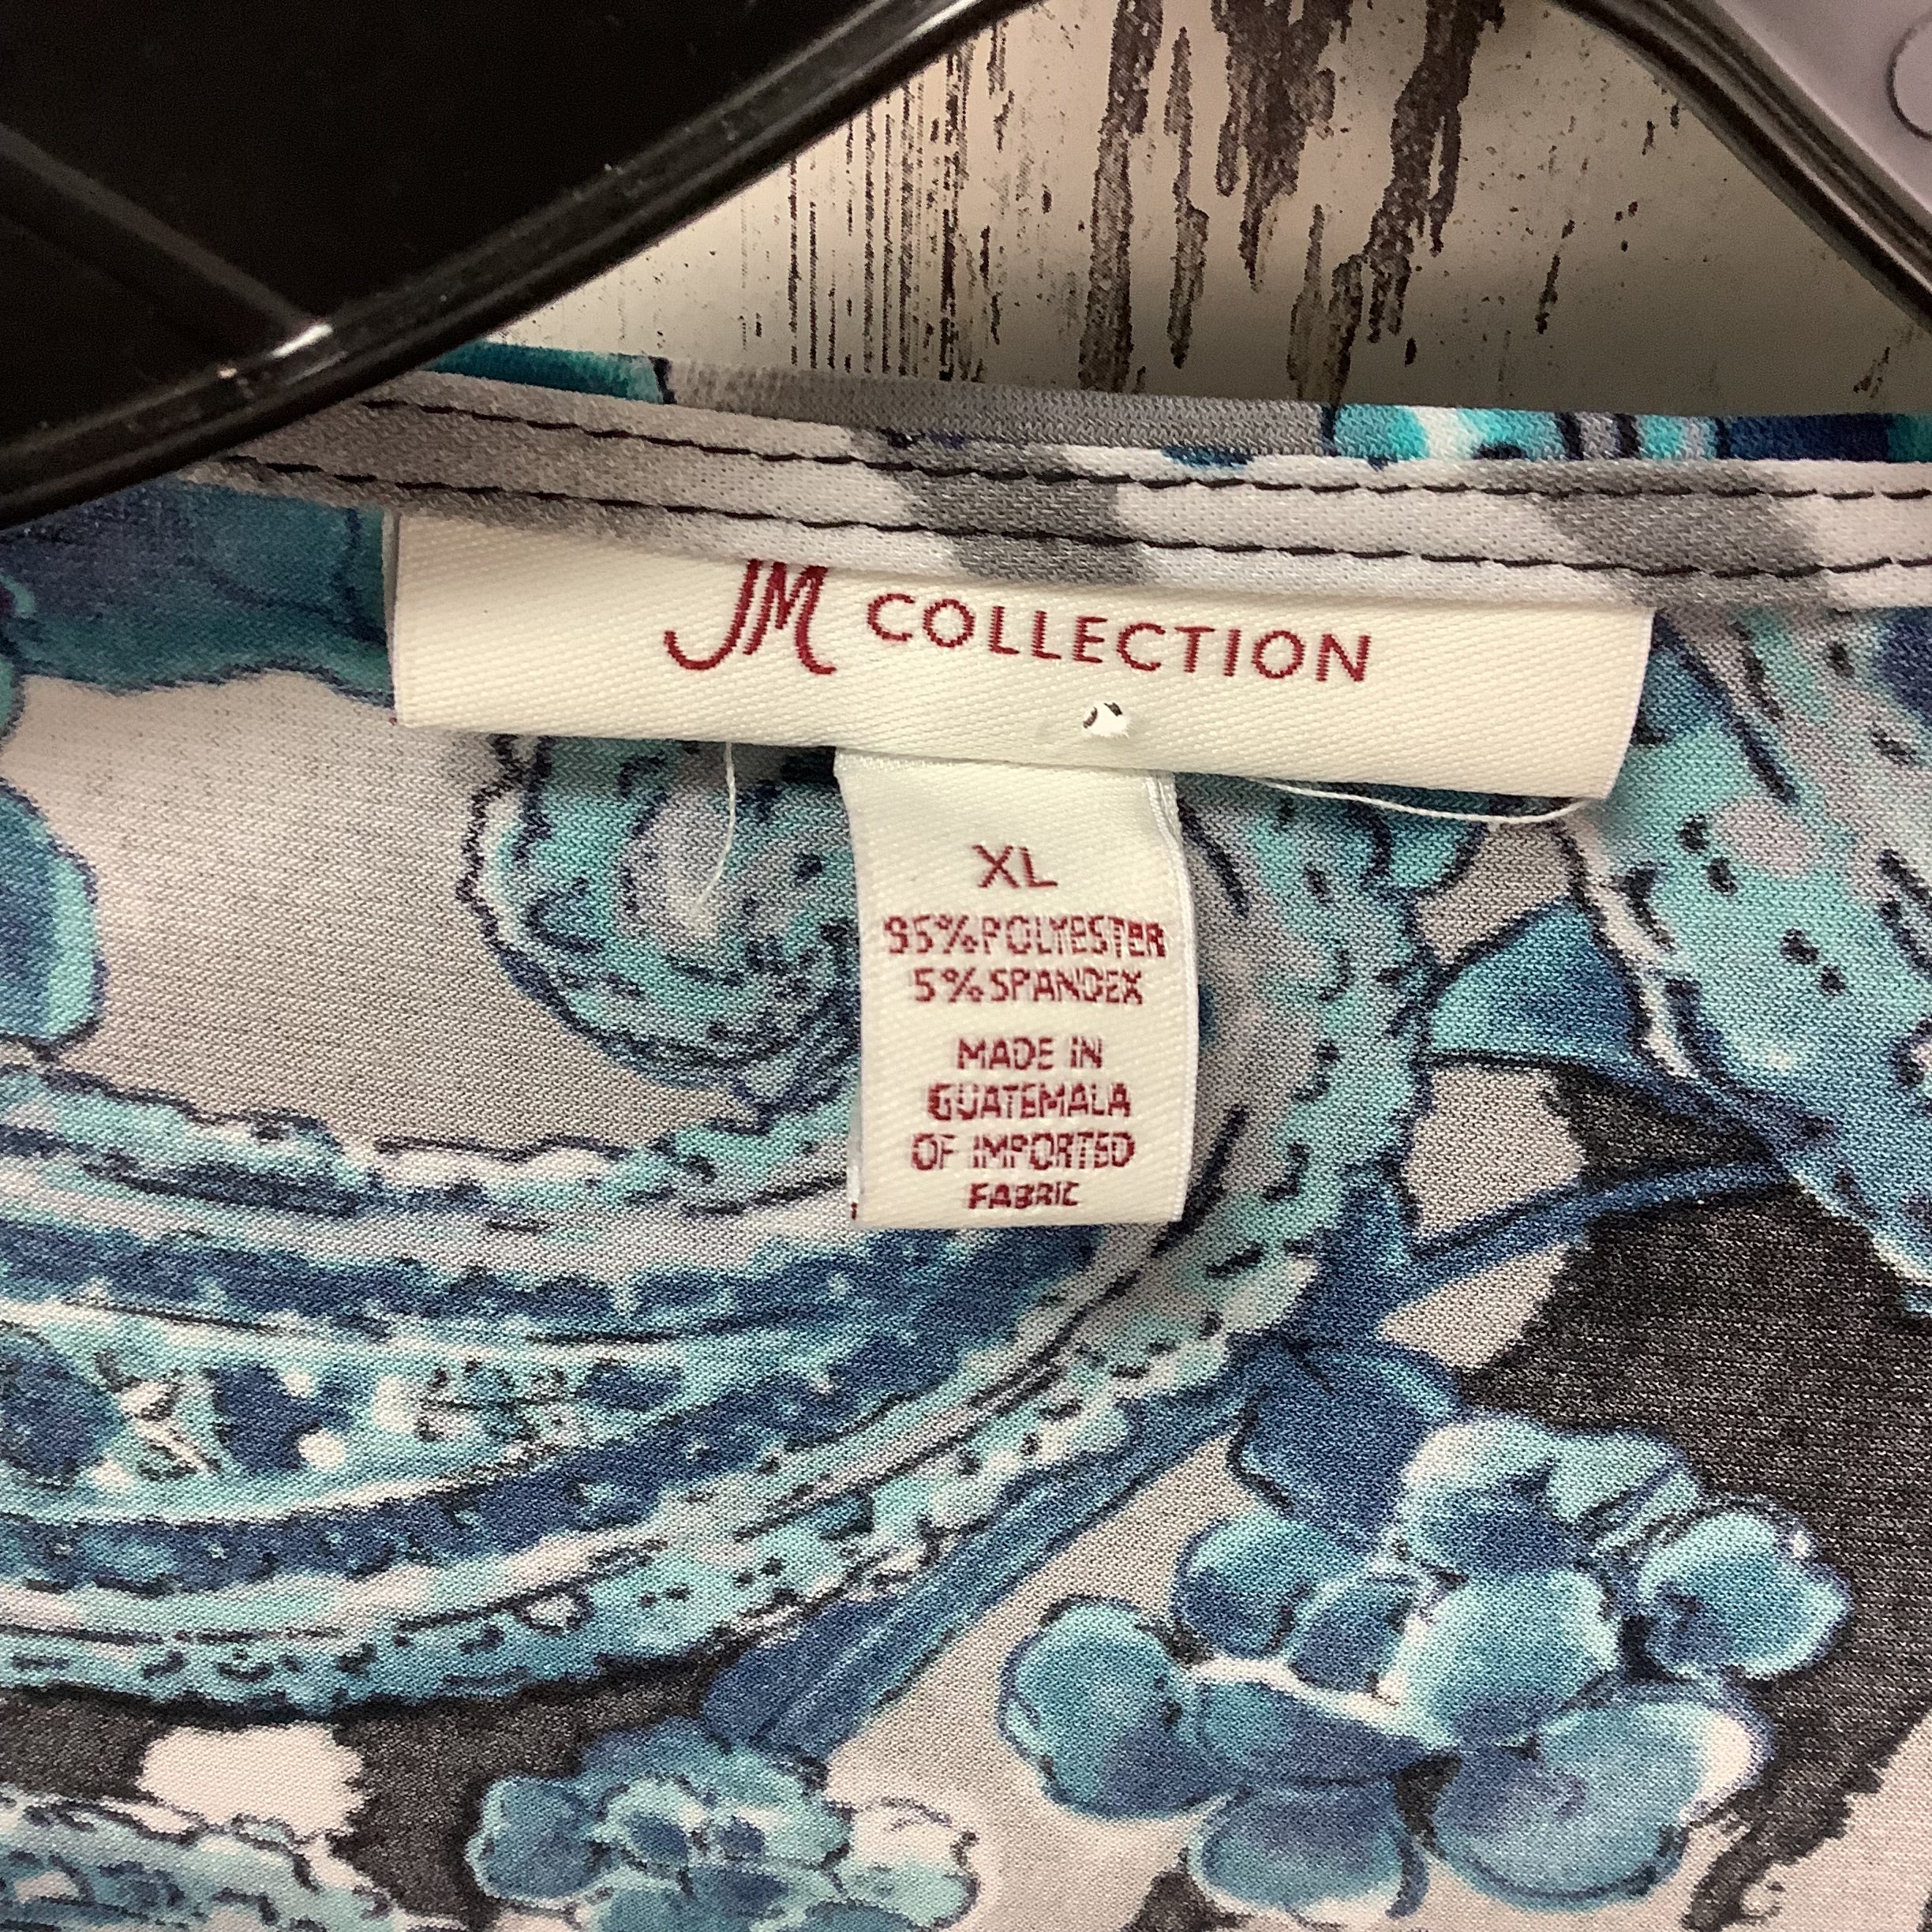 JM COLLECTION
XL
95% POLYESTER
5% SPANDEX
MADE IN
GUATEMALA
OF IMPORTED
FABRIC